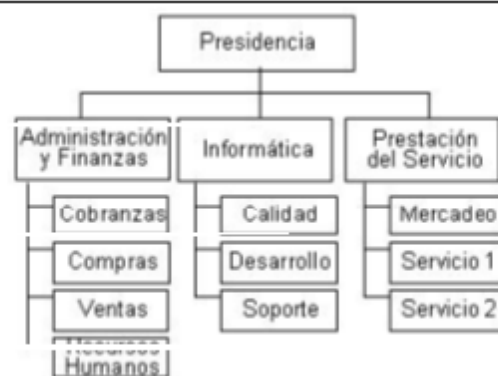 Presidencia
Administración
y Finanzas
Informática
Prestación
del Servicio
Cobranzas
Calidad
Mercadeo
Compras
Desarrollo
Servicio 1
Ventas
Soporte
Servicio 2
Recursos
Humanos